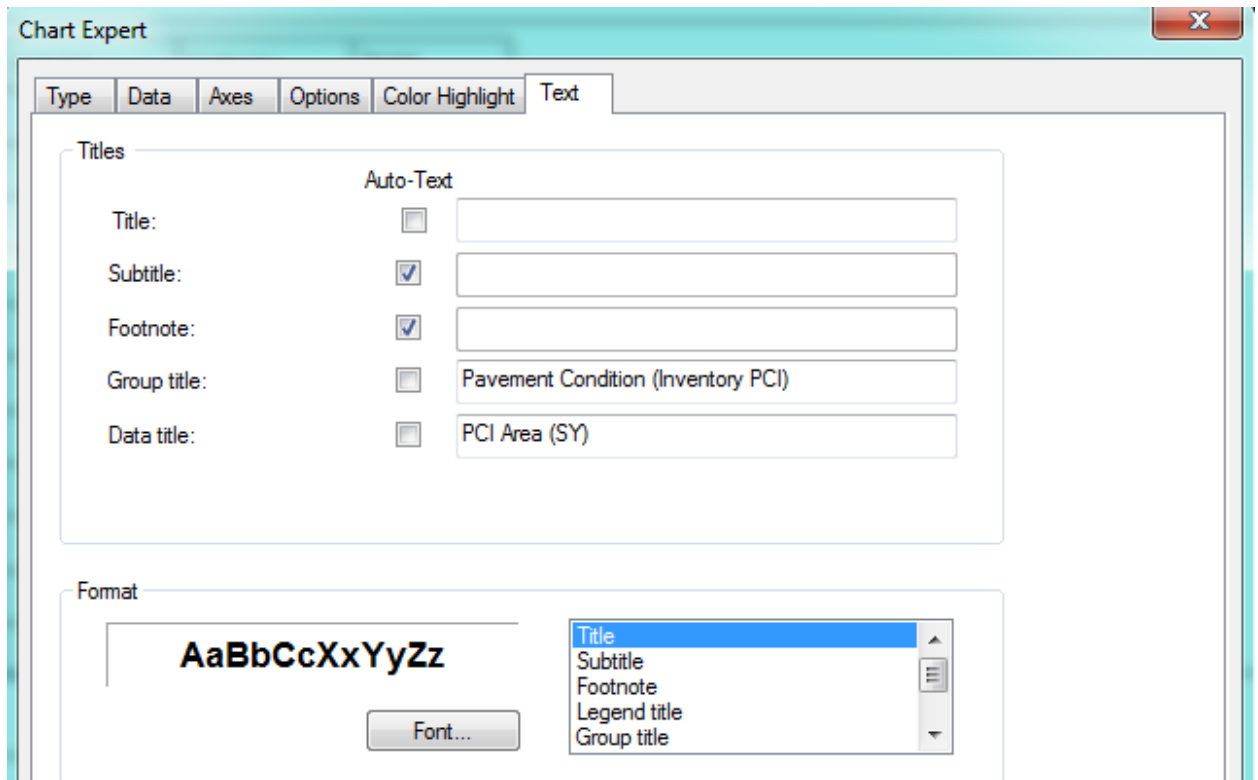 Chart Expert
Type Data Axes Options Color Highlight Text
Titles
Auto-Text
Title:
Subtitle:
Footnote:
Group title: Pavement Condition (Inventory PCI)
Data title: PCI Area (SY)
Format
AaBbCcXxYyZz
Font...
Title
Subtitle
Footnote
Legend title
Group title